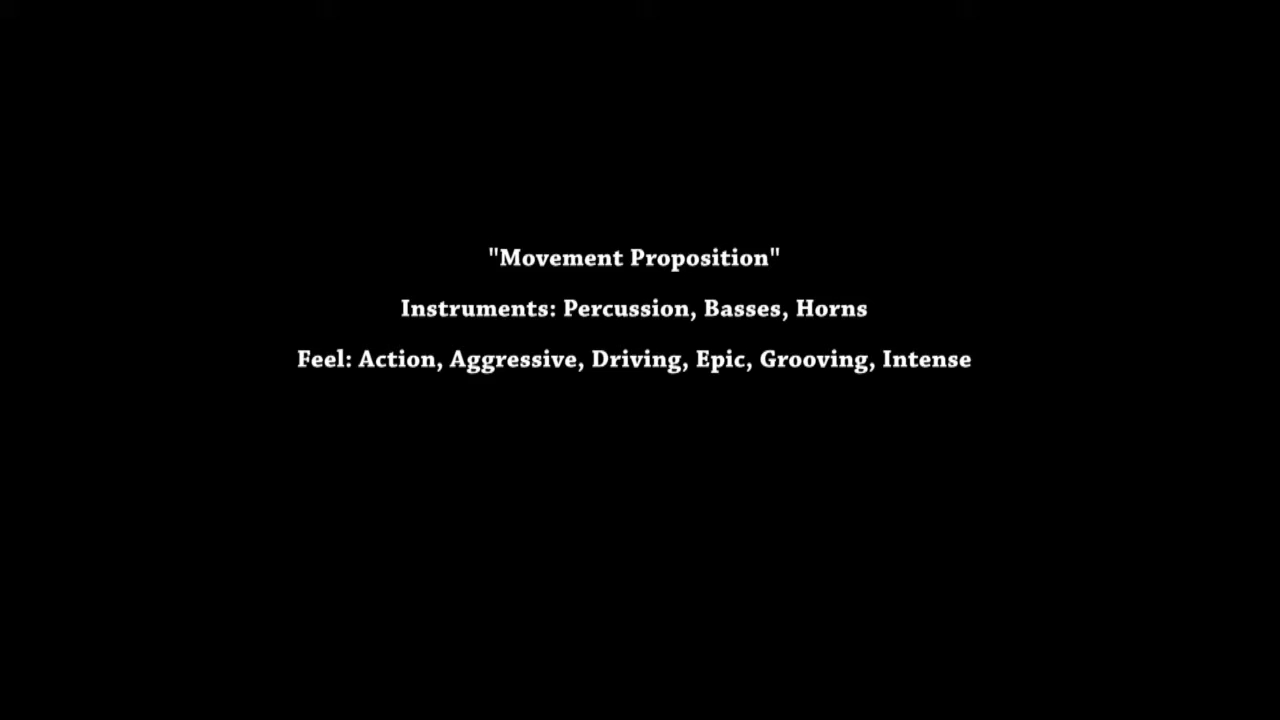 "Movement Proposition"
Instruments: Percussion, Basses, Horns
Feel: Action, Aggressive, Driving, Epic, Grooving, Intense